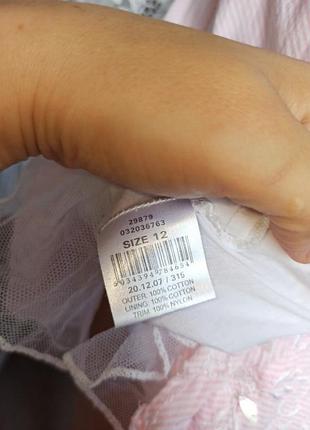 29879
032036763
SIZE 12
5 034394 784694
20.12.07 / 315
OUTER: 100% COTTON
LINING: 100% COTTON
TRIM: 100% NYLON